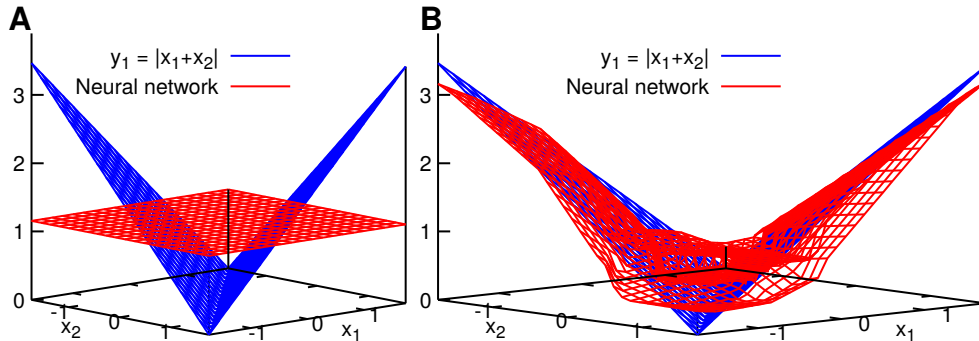 A
y₁ = |x₁+x₂|
Neural network
3
2
1
0
-1
0
1
x₂
-1
0
1
x₁
B
y₁ = |x₁+x₂|
Neural network
3
2
1
0
-1
0
1
x₂
-1
0
1
x₁